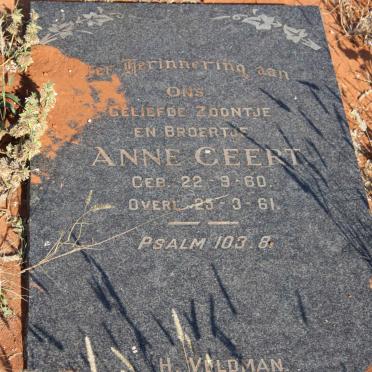 Ter Herinnering aan
Ons
Geliefde Zoontje
en Broertje
ANNE GEERT
Geb. 22-9-60.
Overl. 25-3-61.
Psalm 103.8.
H. Veldman.